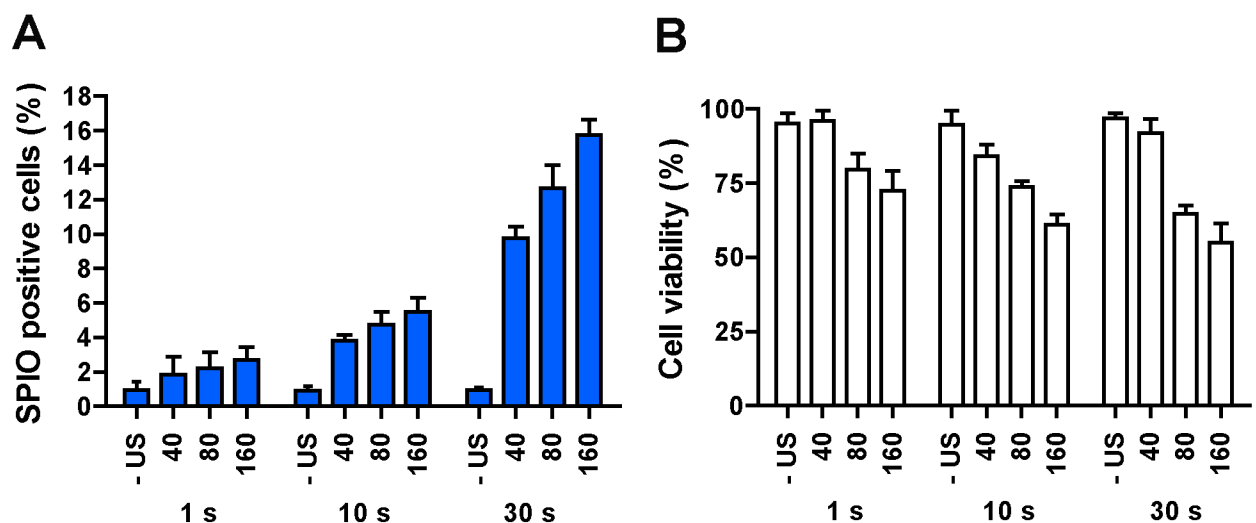 A
SPIO positive cells (%)
18
16
14
12
10
8
6
4
2
0
- US 40 80 160 - US 40 80 160 - US 40 80 160
1 s 10 s 30 s
B
Cell viability (%)
100
75
50
25
0
- US 40 80 160 - US 40 80 160 - US 40 80 160
1 s 10 s 30 s